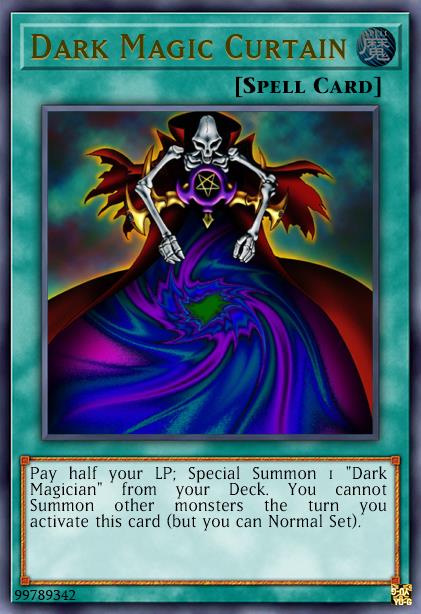 Dark Magic Curtain 魔
[Spell Card]
Pay half your LP; Special Summon 1 "Dark
Magician" from your Deck. You cannot
Summon other monsters the turn you
activate this card (but you can Normal Set).
99789342